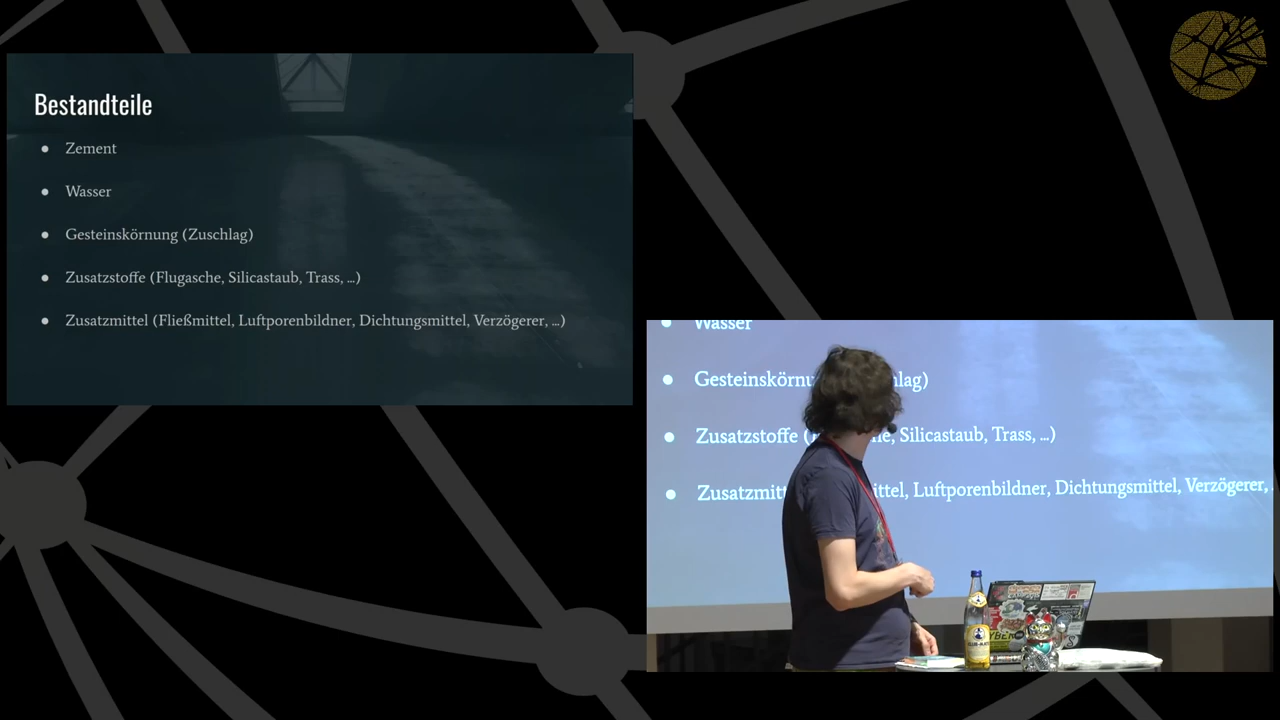 Bestandteile
Zement
Wasser
Gesteinskörnung (Zuschlag)
Zusatzstoffe (Flugasche, Silicastaub, Trass, ...)
Zusatzmittel (Fließmittel, Luftporenbildner, Dichtungsmittel, Verzögerer, ...)
Wasser
Gesteinskörnu hlag)
Zusatzstoffe ( he, Silicastaub, Trass, ...)
Zusatzmitt ittel, Luftporenbildner, Dichtungsmittel, Verzögerer,